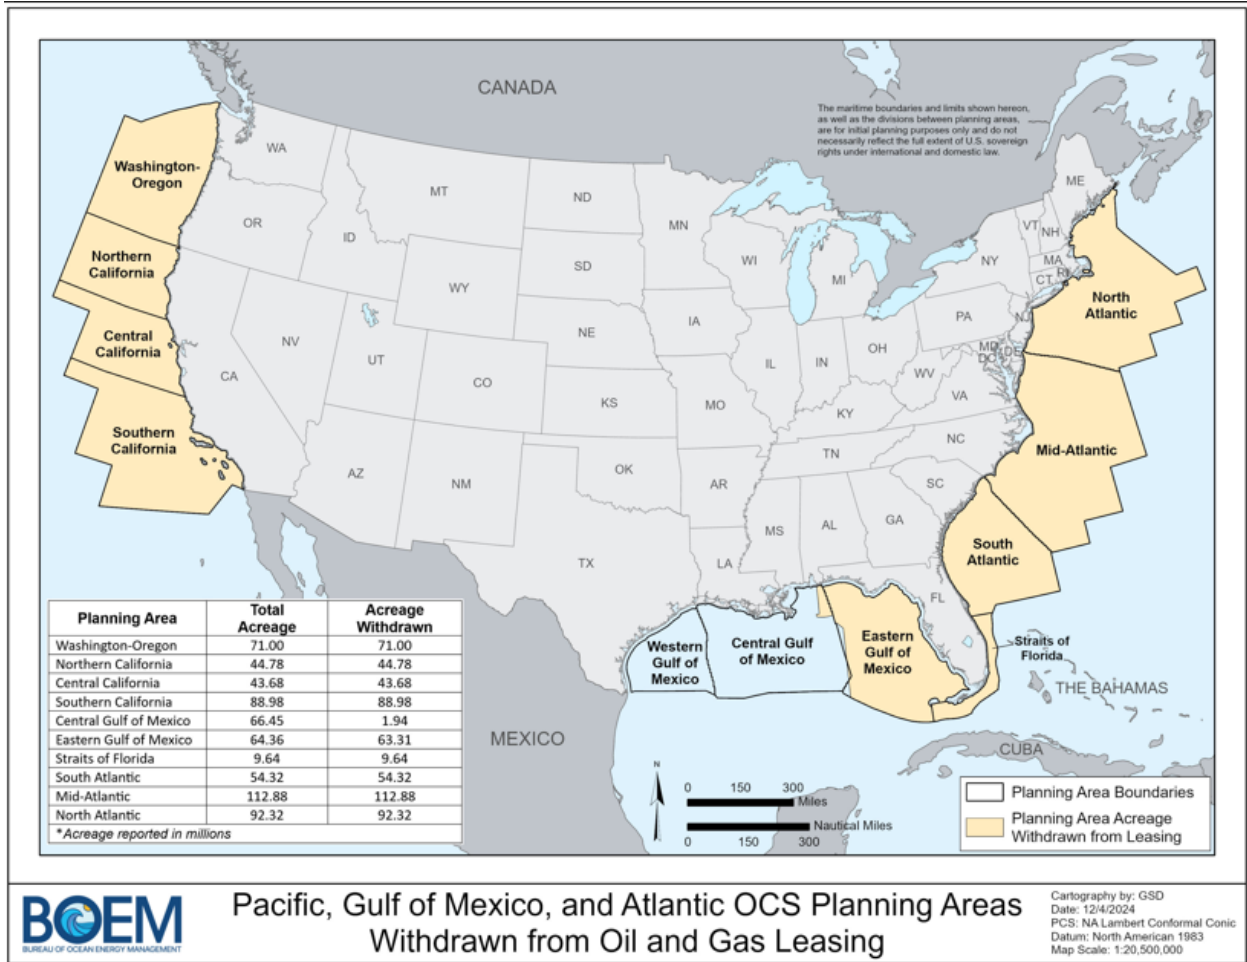 CANADA
The maritime boundaries and limits shown hereon,
as well as the divisions between planning areas,
are for initial planning purposes only and do not
necessarily reflect the full extent of U.S. sovereign
rights under international and domestic law.
Washington-
Oregon
Northern
California
Central
California
Southern
California
WA
OR
ID
MT
ND
MN
WI
MI
NY
VT
NH
ME
MA
CT
RI
SD
WY
NE
IA
IL
IN
OH
PA
NJ
MD
DE
DC
WV
VA
NV
UT
CO
KS
MO
KY
CA
AZ
NM
OK
AR
TN
NC
SC
TX
LA
MS
AL
GA
FL
North
Atlantic
Mid-Atlantic
South
Atlantic
Western
Gulf of
Mexico
Central Gulf
of Mexico
Eastern
Gulf of
Mexico
Straits of
Florida
THE BAHAMAS
CUBA
MEXICO
Planning Area Total Acreage Acreage Withdrawn
Washington-Oregon 71.00 71.00
Northern California 44.78 44.78
Central California 43.68 43.68
Southern California 88.98 88.98
Central Gulf of Mexico 66.45 1.94
Eastern Gulf of Mexico 64.36 63.31
Straits of Florida 9.64 9.64
South Atlantic 54.32 54.32
Mid-Atlantic 112.88 112.88
North Atlantic 92.32 92.32
*Acreage reported in millions
N
0 150 300
Miles
Nautical Miles
0 150 300
Planning Area Boundaries
Planning Area Acreage
Withdrawn from Leasing
BOEM
BUREAU OF OCEAN ENERGY MANAGEMENT
Pacific, Gulf of Mexico, and Atlantic OCS Planning Areas
Withdrawn from Oil and Gas Leasing
Cartography by: GSD
Date: 12/4/2024
PCS: NA Lambert Conformal Conic
Datum: North American 1983
Map Scale: 1:20,500,000